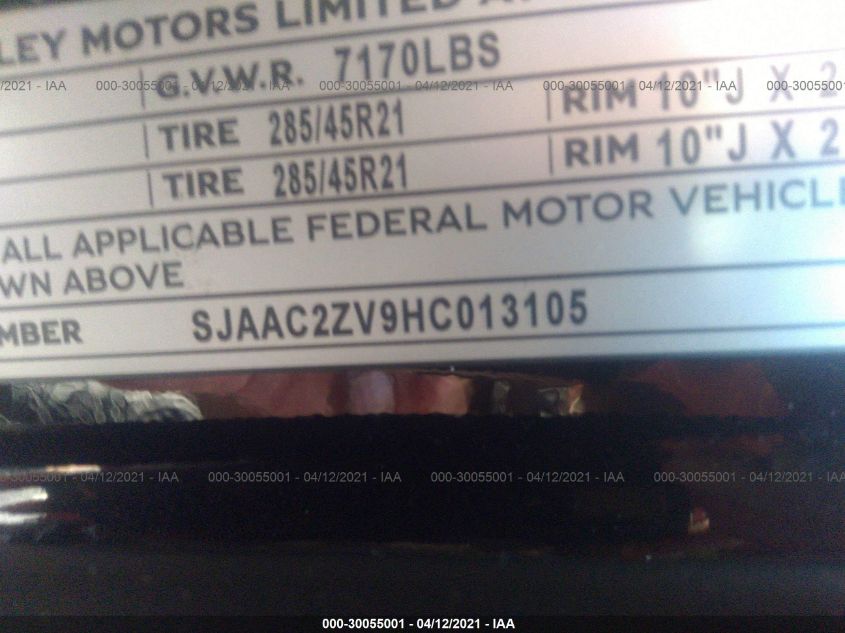 LEY MOTORS LIMITED
G.V.W.R. 7170LBS
/2021 - IAA 000-30055001 - 04/12/2021 - IAA 000-30055001 - 04/12/2021 - IAA 000-30055001 - 04/12/2021 - IAA 000-3005
TIRE 285/45R21 RIM 10"J X 2
TIRE 285/45R21 RIM 10"J X 2
ALL APPLICABLE FEDERAL MOTOR VEHICLE
WN ABOVE
MBER SJAAC2ZV9HC013105
000-30055001 - 04/12/2021 - IAA 000-30055001 - 04/12/2021 - IAA 000-30055001 - 04/12/2021 - IAA 000-30055001 - 04/12/2021 - IAA
000-30055001 - 04/12/2021 - IAA